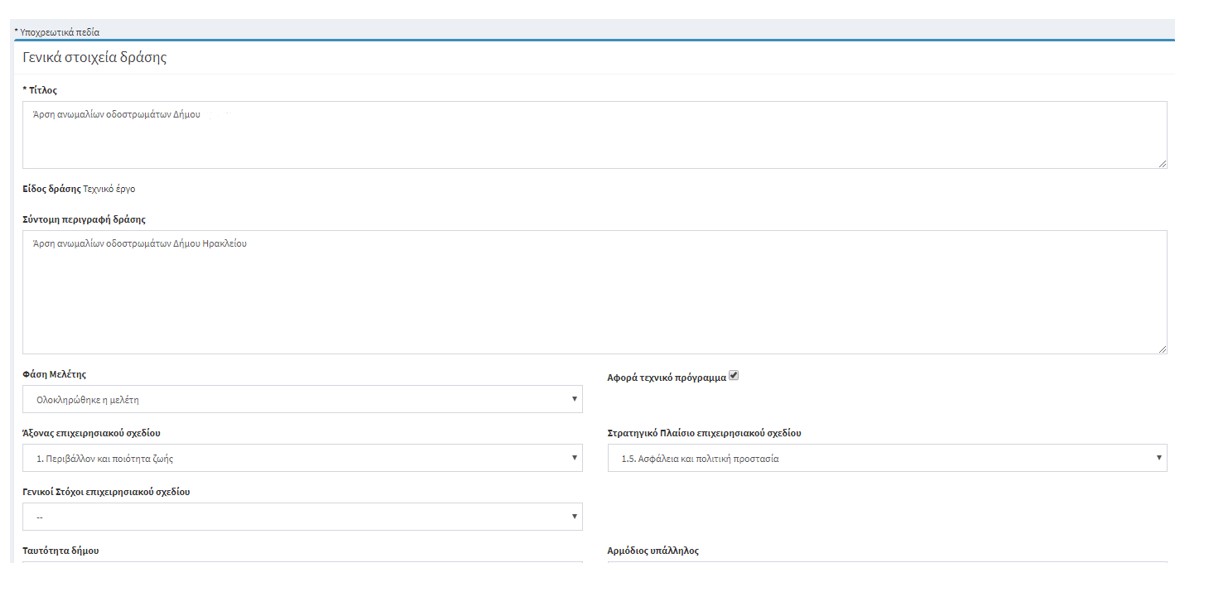 * Υποχρεωτικά πεδία
Γενικά στοιχεία δράσης
* Τίτλος
Άρση ανωμαλίων οδοστρωμάτων Δήμου
Είδος δράσης Τεχνικό έργο
Σύντομη περιγραφή δράσης
Άρση ανωμαλίων οδοστρωμάτων Δήμου Ηρακλείου
Φάση Μελέτης
Αφορά τεχνικό πρόγραμμα
Ολοκληρώθηκε η μελέτη
Άξονας επιχειρησιακού σχεδίου
Στρατηγικό Πλαίσιο επιχειρησιακού σχεδίου
1. Περιβάλλον και ποιότητα ζωής
1.5. Ασφάλεια και πολιτική προστασία
Γενικοί Στόχοι επιχειρησιακού σχεδίου
--
Ταυτότητα δήμου
Αρμόδιος υπάλληλος